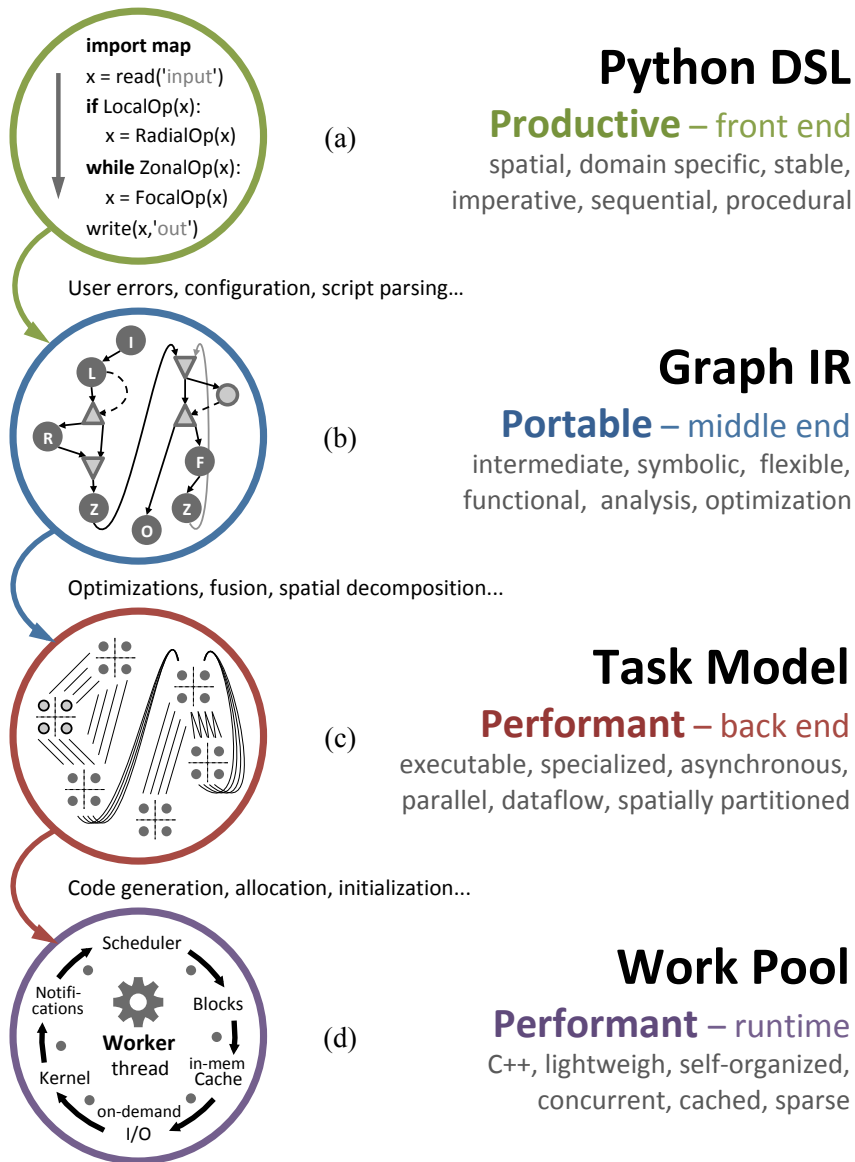 import map
x = read('input')
if LocalOp(x):
x = RadialOp(x)
while ZonalOp(x):
x = FocalOp(x)
write(x,'out')
(a)
Python DSL
Productive – front end
spatial, domain specific, stable,
imperative, sequential, procedural
User errors, configuration, script parsing...
I
L
R
F
Z
Z
O
(b)
Graph IR
Portable – middle end
intermediate, symbolic, flexible,
functional, analysis, optimization
Optimizations, fusion, spatial decomposition...
(c)
Task Model
Performant – back end
executable, specialized, asynchronous,
parallel, dataflow, spatially partitioned
Code generation, allocation, initialization...
Scheduler
Notifi-
cations
Blocks
Worker
thread
Kernel
in-mem
Cache
on-demand
I/O
(d)
Work Pool
Performant – runtime
C++, lightweigh, self-organized,
concurrent, cached, sparse